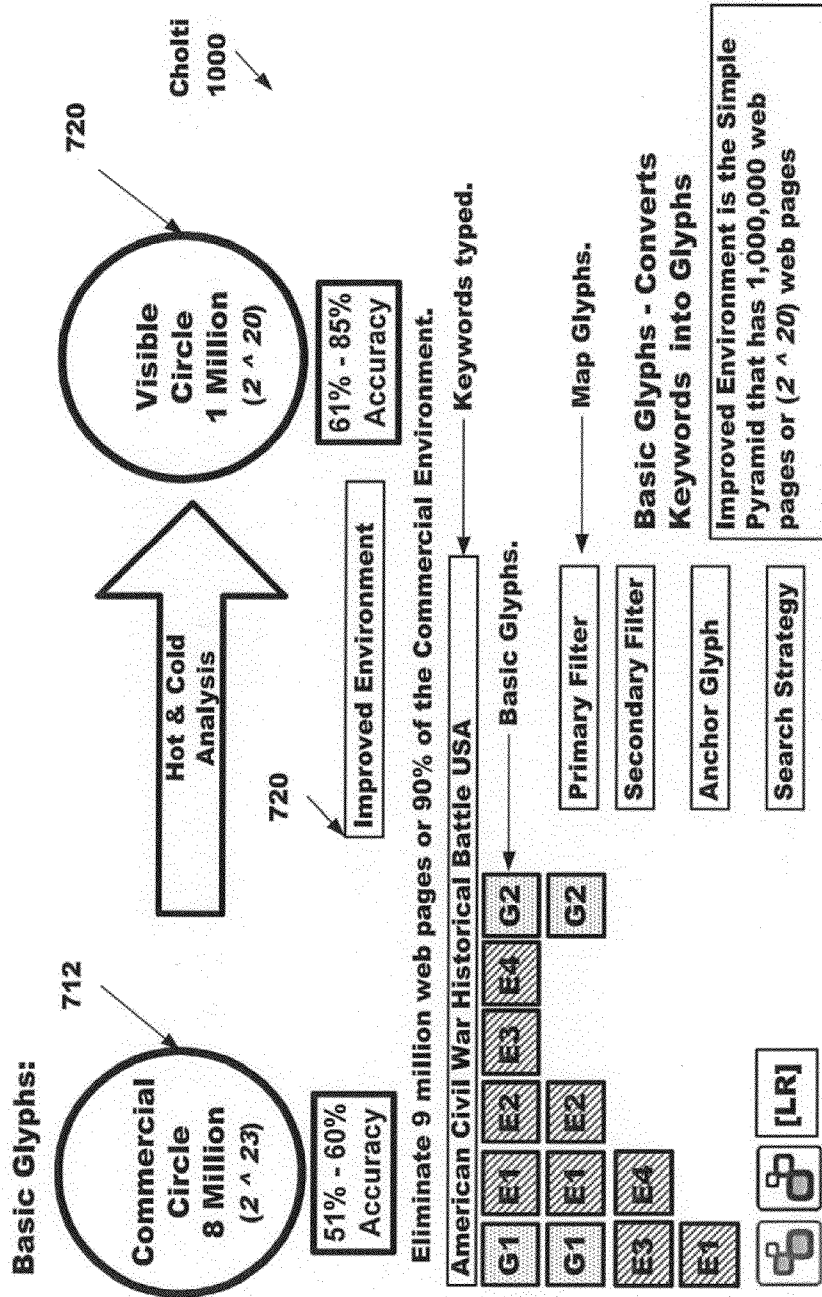 Basic Glyphs:
712
720
Cholti
1000
Commercial
Circle
8 Million
(2 ^ 23)
Hot & Cold
Analysis
Visible
Circle
1 Million
(2 ^ 20)
51% - 60%
Accuracy
720
Improved Environment
61% - 85%
Accuracy
Eliminate 9 million web pages or 90% of the Commercial Environment.
American Civil War Historical Battle USA
Keywords typed.
G1 E1 E2 E3 E4 G2
Basic Glyphs.
G1 E1 E2 G2
Primary Filter
Map Glyphs.
E3 E4
Secondary Filter
Basic Glyphs - Converts
Keywords into Glyphs
E1
Anchor Glyph
[LR]
Search Strategy
Improved Environment is the Simple
Pyramid that has 1,000,000 web
pages or (2 ^ 20) web pages